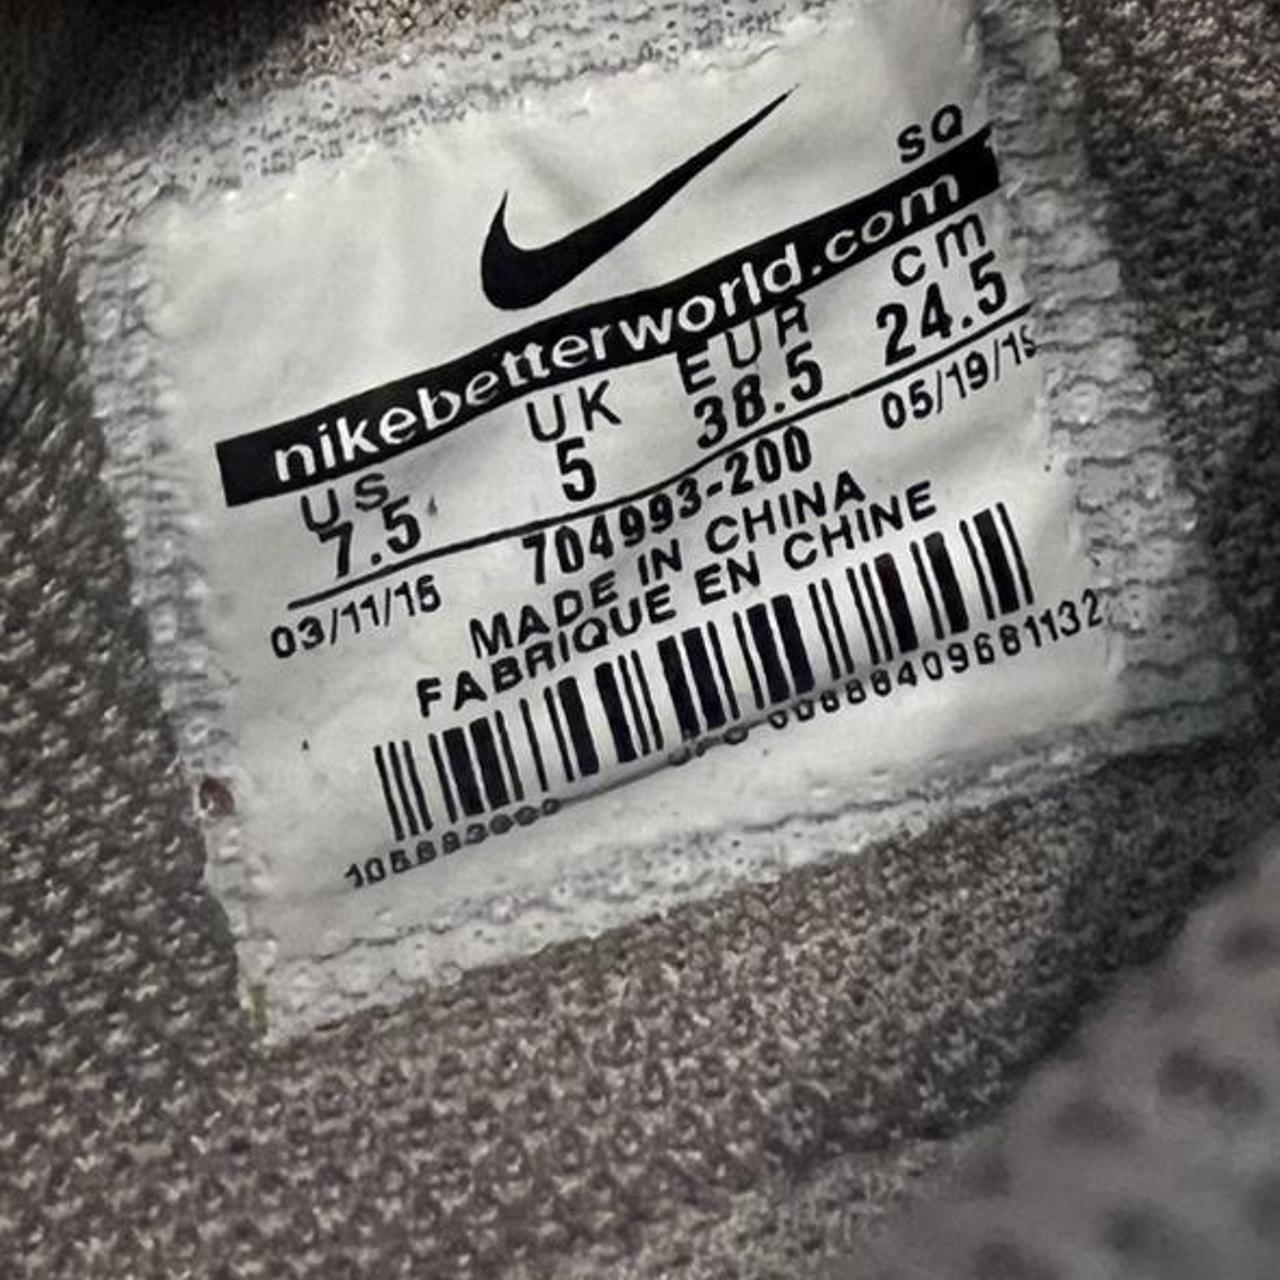 SQ
nikebetterworld.com
US UK EUR cm
7.5 5 38.5 24.5
03/11/15 704993-200 05/19/15
MADE IN CHINA
FABRIQUE EN CHINE
00888409681132